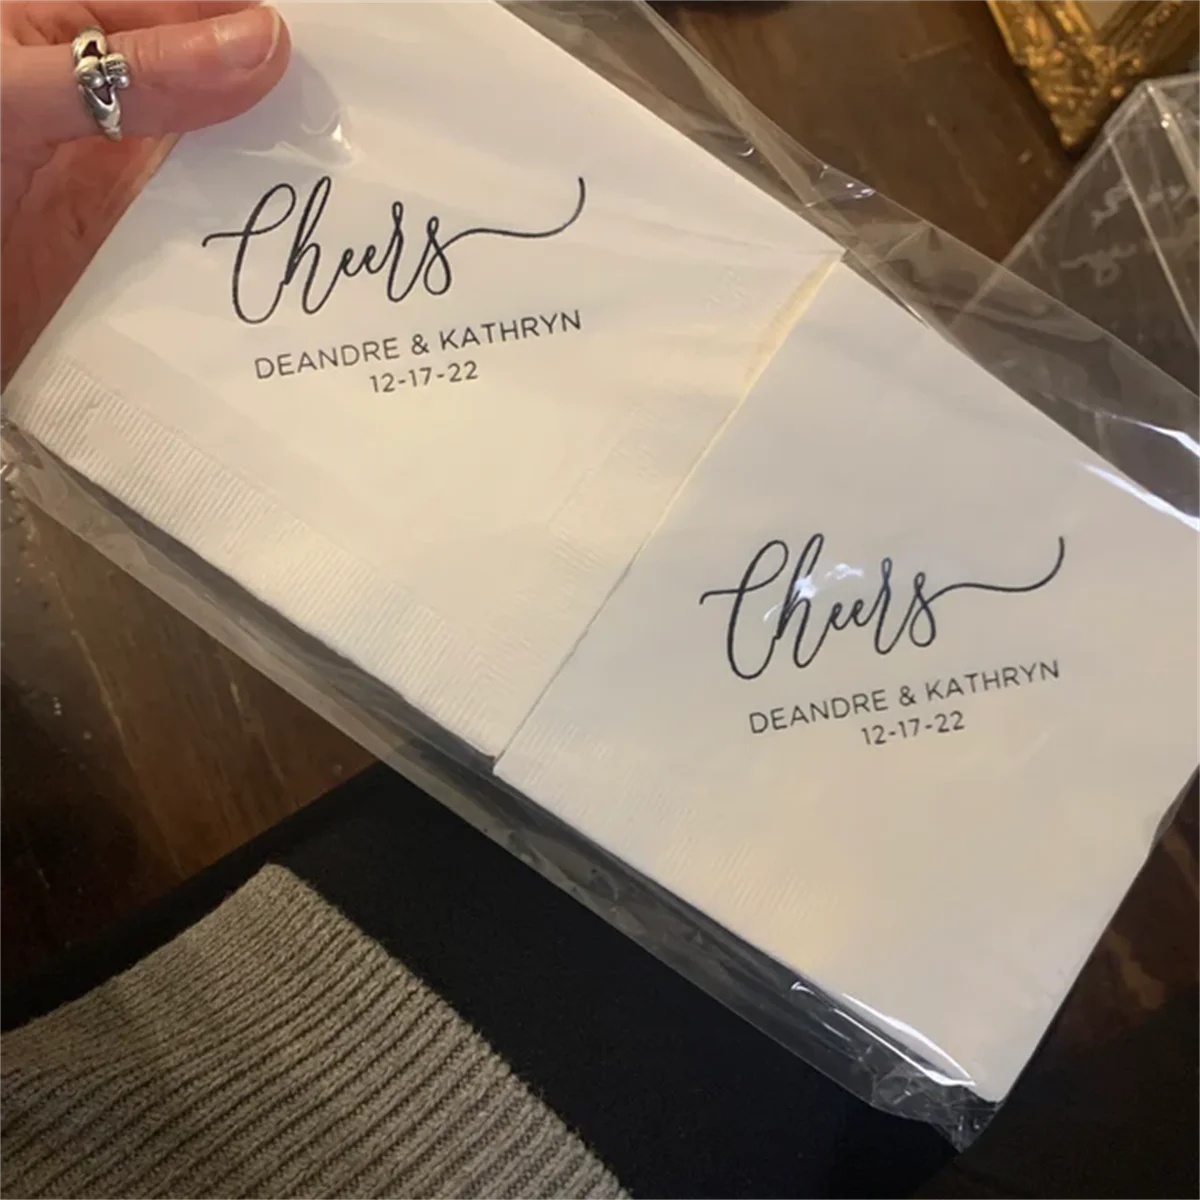 Cheers
DEANDRE & KATHRYN
12-17-22
Cheers
DEANDRE & KATHRYN
12-17-22